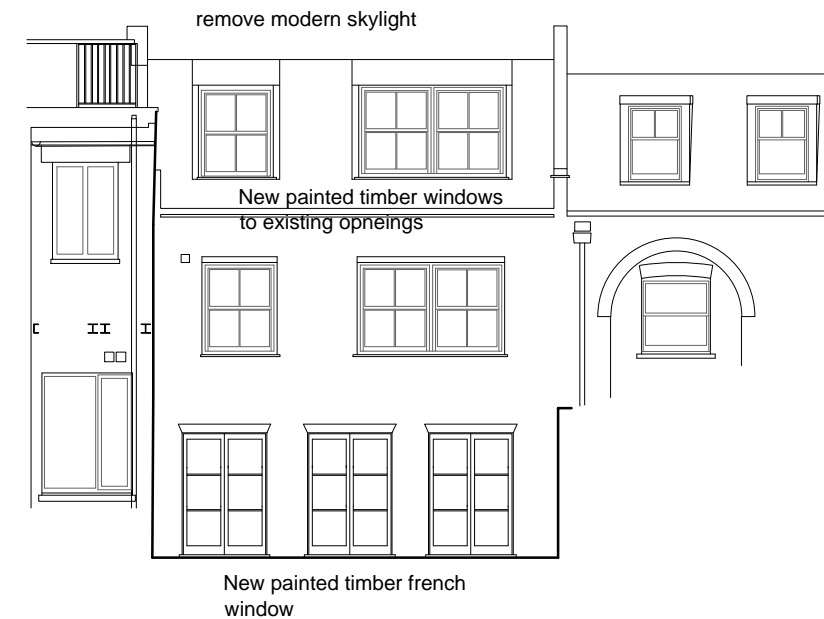 remove modern skylight
New painted timber windows
to existing opneings
New painted timber french
window